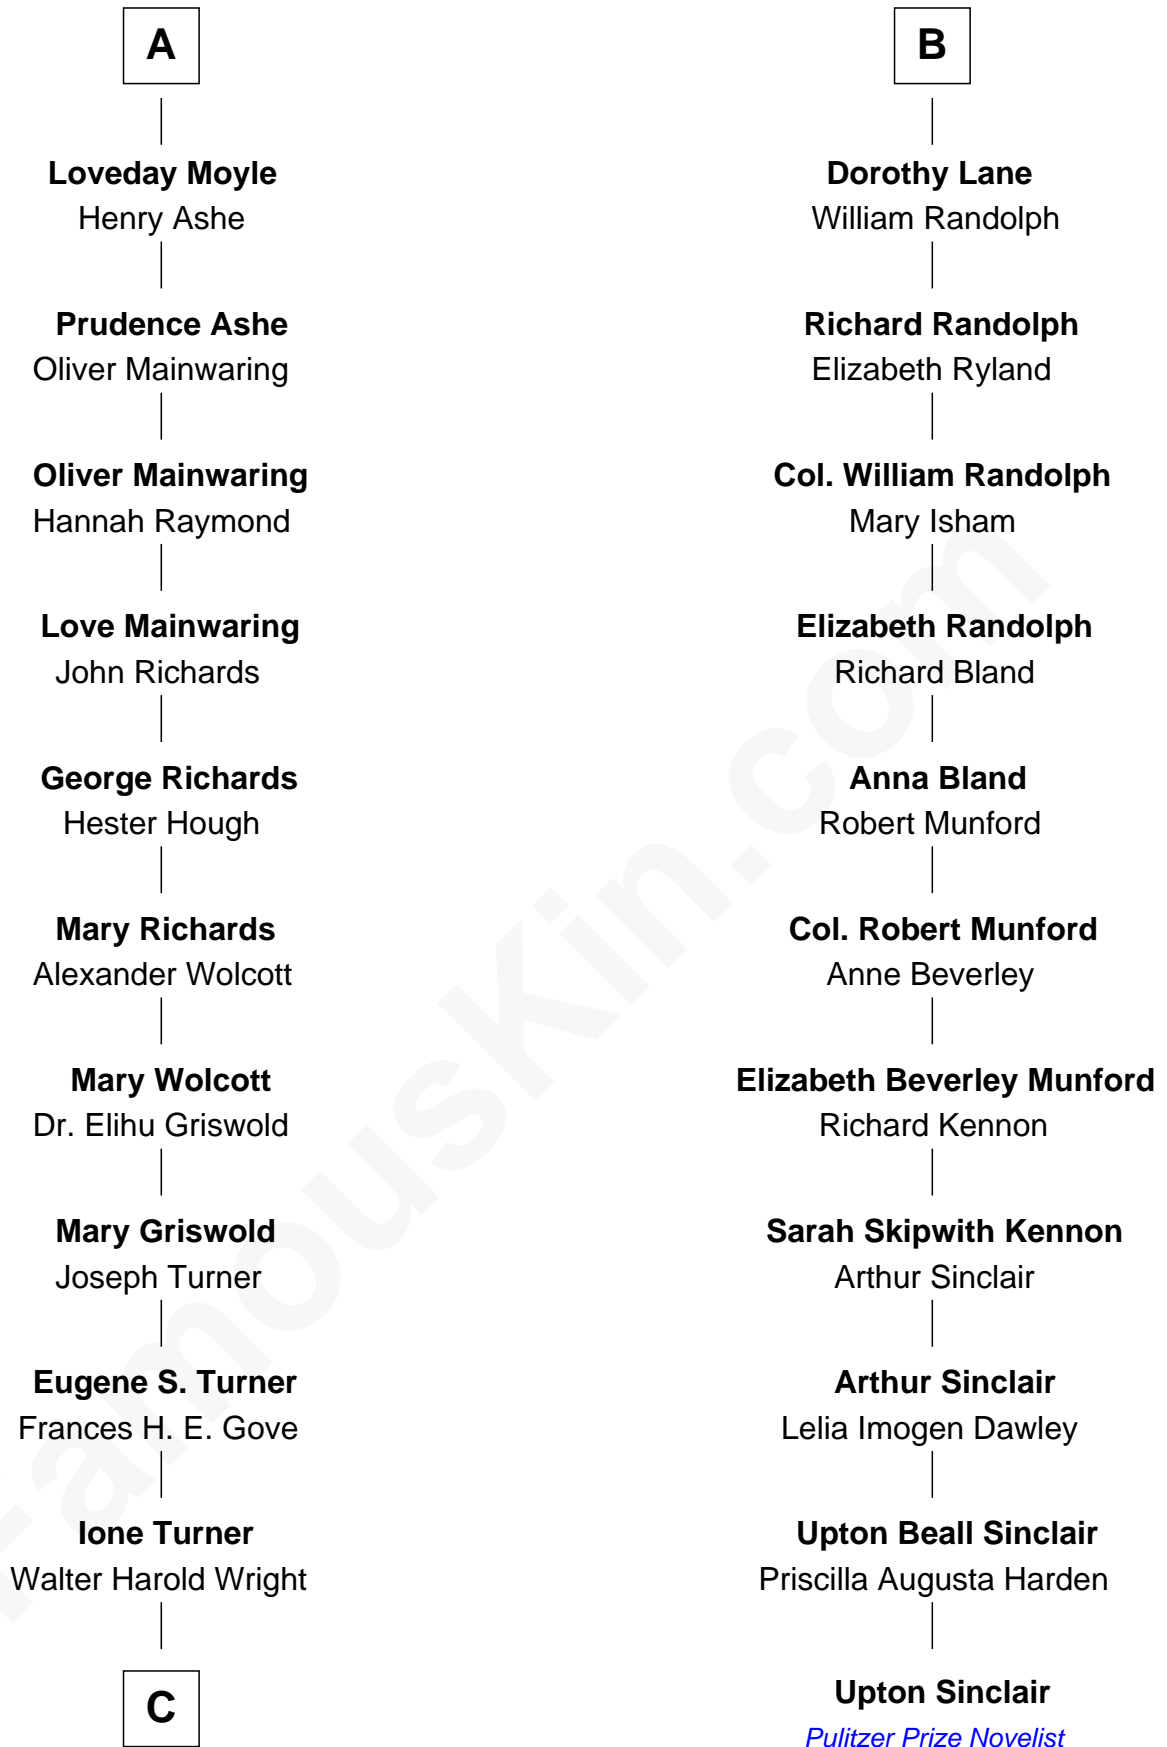 A
Loveday Moyle
Henry Ashe
Prudence Ashe
Oliver Mainwaring
Oliver Mainwaring
Hannah Raymond
Love Mainwaring
John Richards
George Richards
Hester Hough
Mary Richards
Alexander Wolcott
Mary Wolcott
Dr. Elihu Griswold
Mary Griswold
Joseph Turner
Eugene S. Turner
Frances H. E. Gove
Ione Turner
Walter Harold Wright
C
B
Dorothy Lane
William Randolph
Richard Randolph
Elizabeth Ryland
Col. William Randolph
Mary Isham
Elizabeth Randolph
Richard Bland
Anna Bland
Robert Munford
Col. Robert Munford
Anne Beverley
Elizabeth Beverley Munford
Richard Kennon
Sarah Skipwith Kennon
Arthur Sinclair
Arthur Sinclair
Lelia Imogen Dawley
Upton Beall Sinclair
Priscilla Augusta Harden
Upton Sinclair
Pulitzer Prize Novelist
FamousKin.com